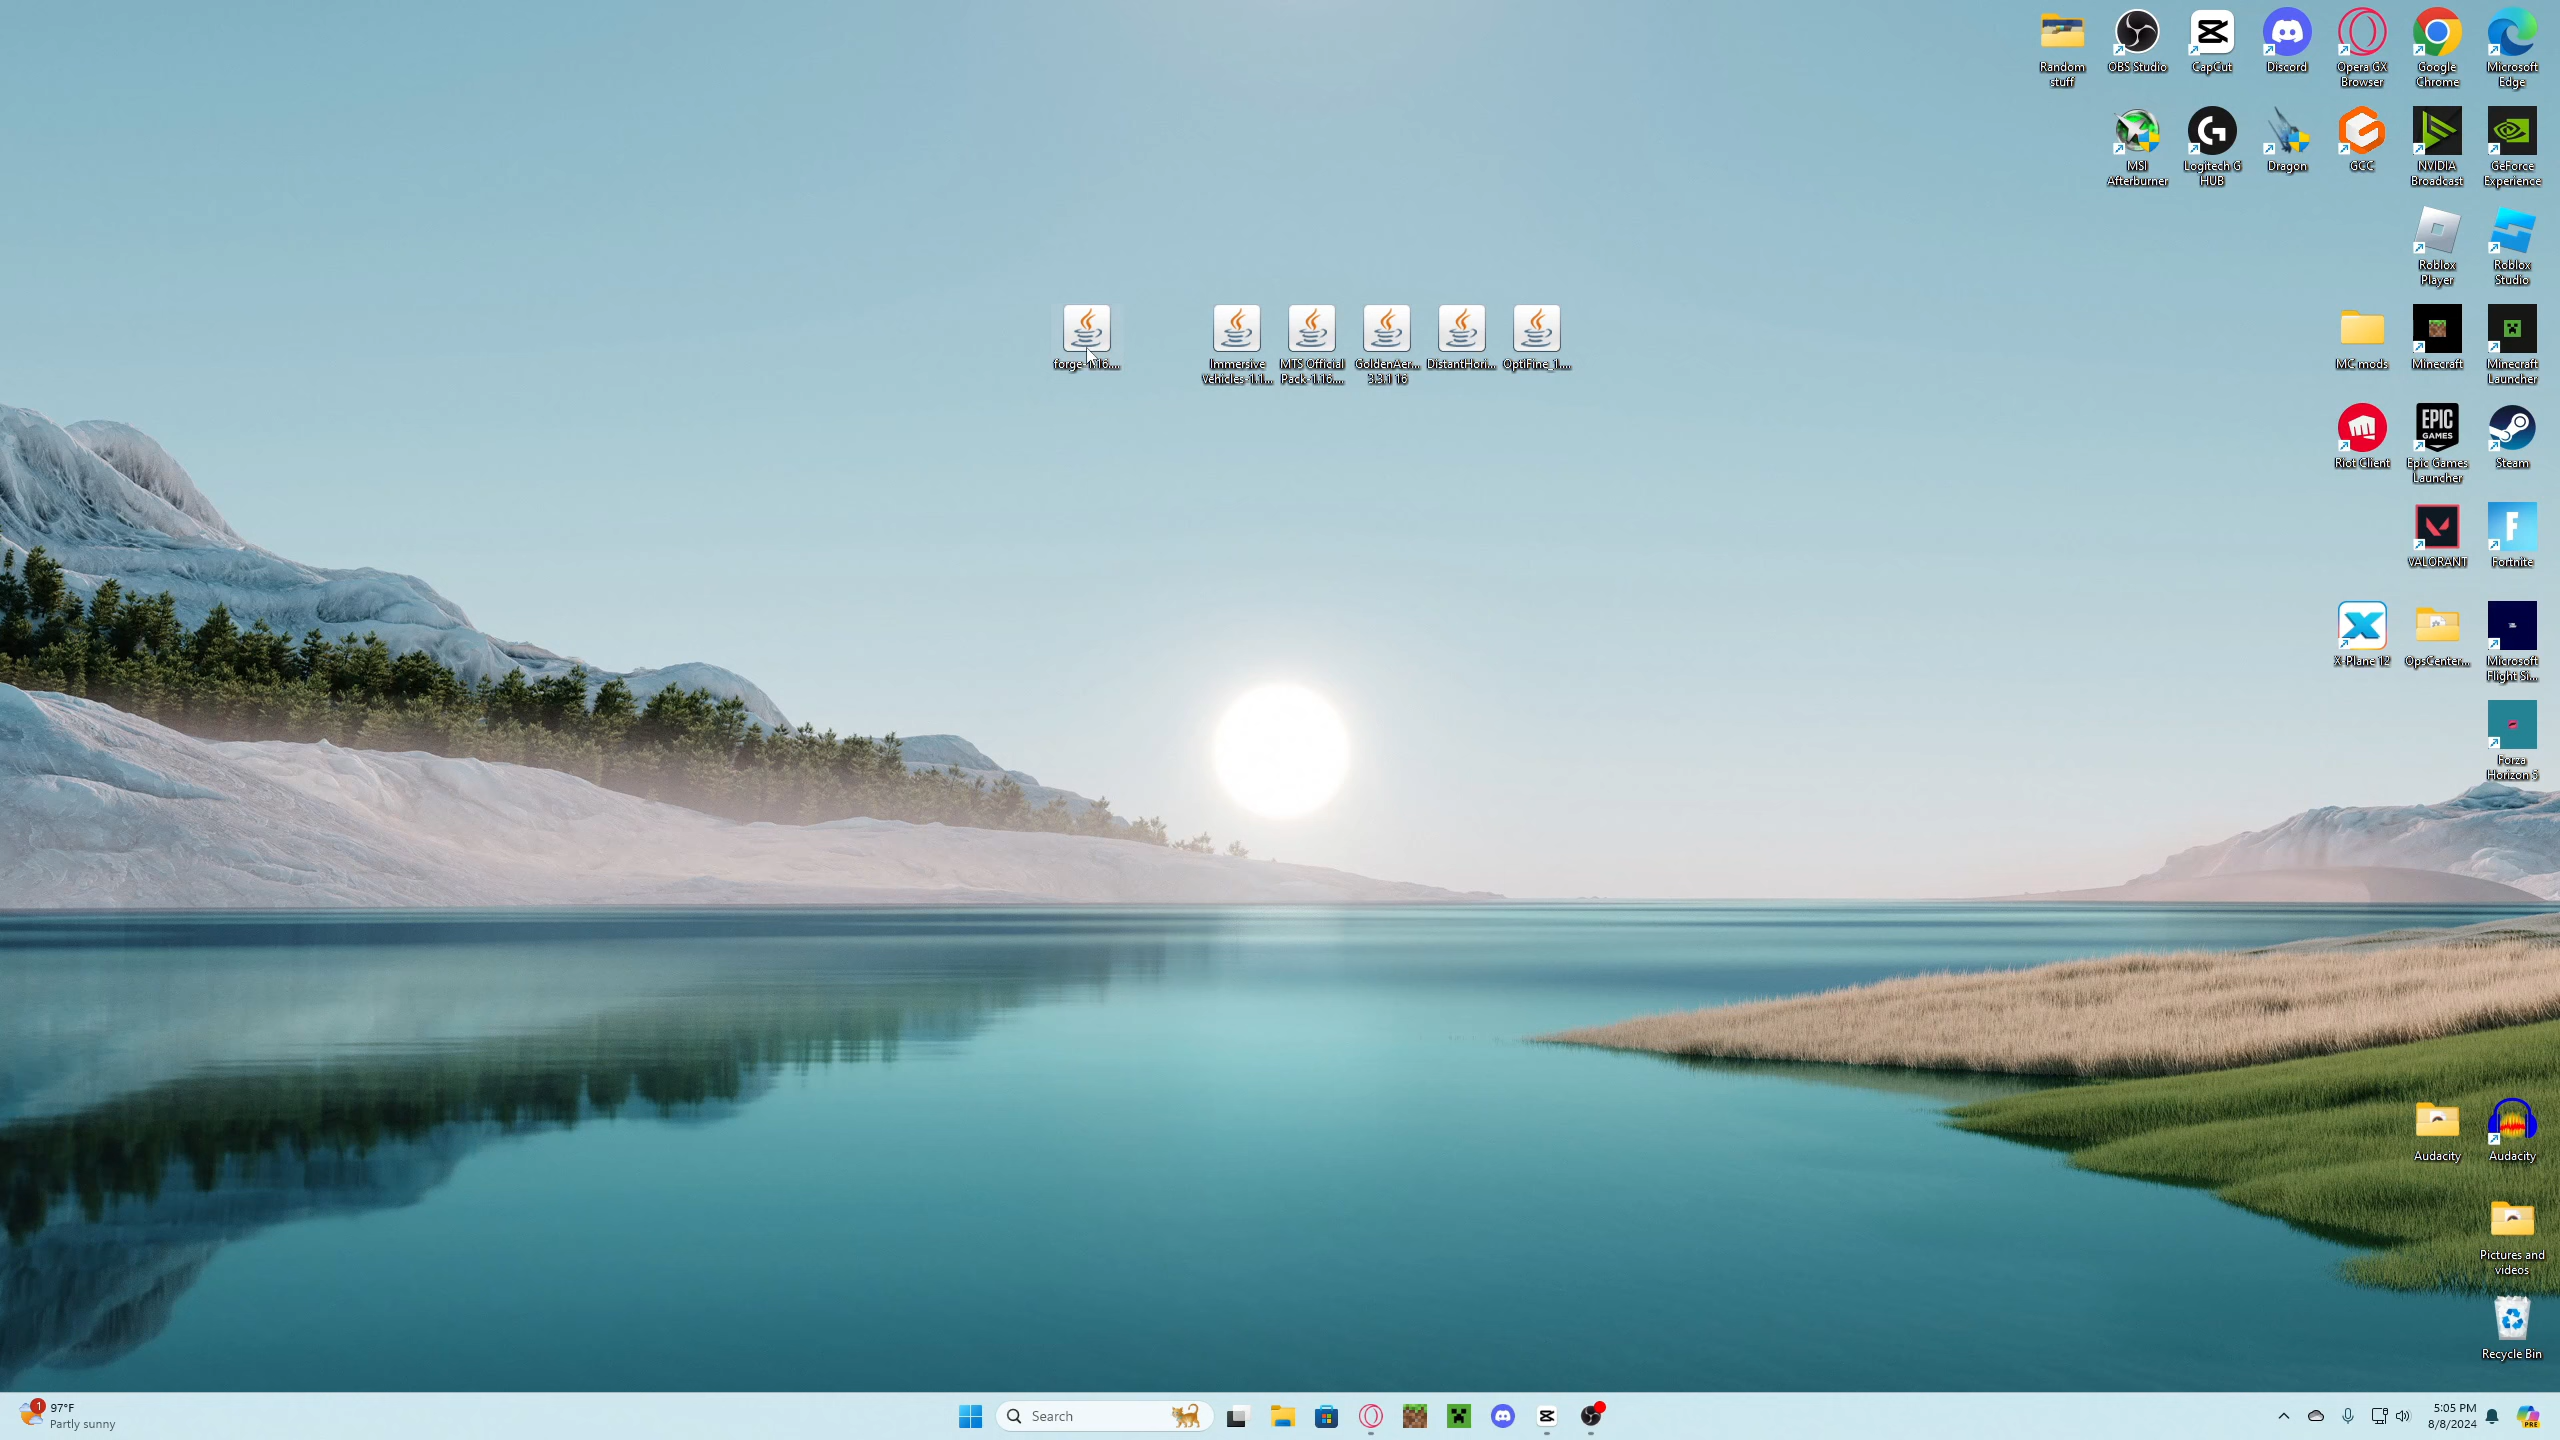 Random
stuff
OBS Studio
CapCut
Discord
Opera GX
Browser
Google
Chrome
Microsoft
Edge
MSI
Afterburner
Logitech G
HUB
Dragon
GCC
NVIDIA
Broadcast
GeForce
Experience
Roblox
Player
Roblox
Studio
forge-1.16....
Immersive
Vehicles-1.1...
MTS Official
Pack-1.16....
GoldenAer...
3.3.1 16
DistantHori...
OptiFine_1....
MC mods
Minecraft
Minecraft
Launcher
EPIC
GAMES
Riot Client
Epic Games
Launcher
Steam
VALORANT
Fortnite
X-Plane 12
OpsCenter...
Microsoft
Flight Si...
Forza
Horizon 5
Audacity
Audacity
Pictures and
videos
Recycle Bin
1
97°F
Partly sunny
Search
5:05 PM
8/8/2024
PRE